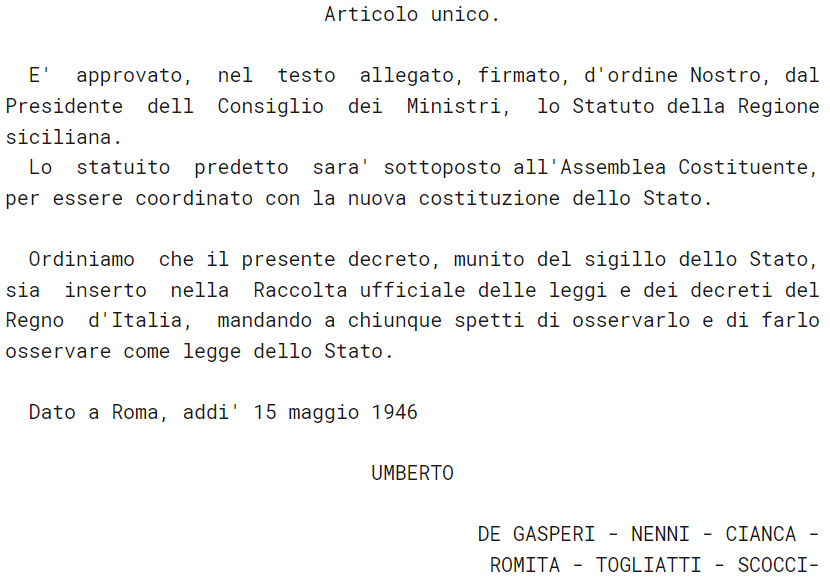 Articolo unico.
E' approvato, nel testo allegato, firmato, d'ordine Nostro, dal
Presidente dell Consiglio dei Ministri, lo Statuto della Regione
siciliana.
Lo statuito predetto sara' sottoposto all'Assemblea Costituente,
per essere coordinato con la nuova costituzione dello Stato.
Ordiniamo che il presente decreto, munito del sigillo dello Stato,
sia inserto nella Raccolta ufficiale delle leggi e dei decreti del
Regno d'Italia, mandando a chiunque spetti di osservarlo e di farlo
osservare come legge dello Stato.
Dato a Roma, addi' 15 maggio 1946
UMBERTO
DE GASPERI - NENNI - CIANCA -
ROMITA - TOGLIATTI - SCOCCI-